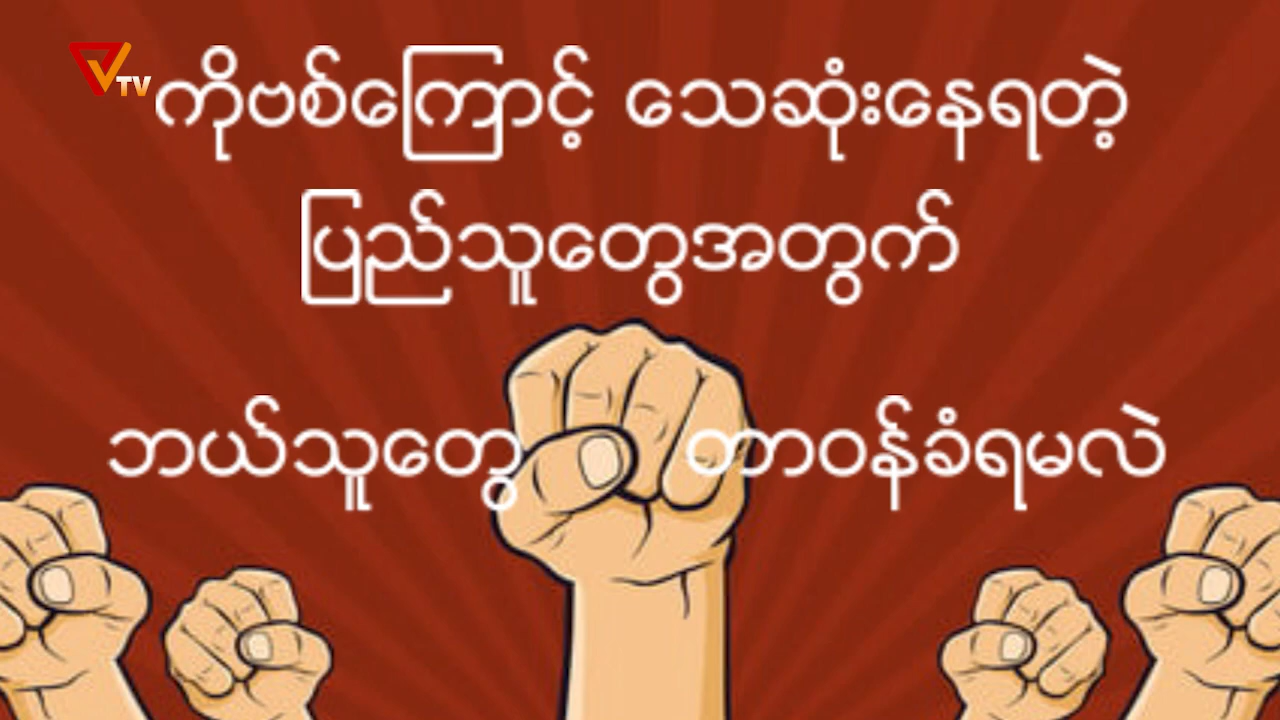 VTV
ကိုဗစ်ကြောင့် သေဆုံးနေရတဲ့
ပြည်သူတွေအတွက်
ဘယ်သူတွေ တာဝန်ခံရမလဲ